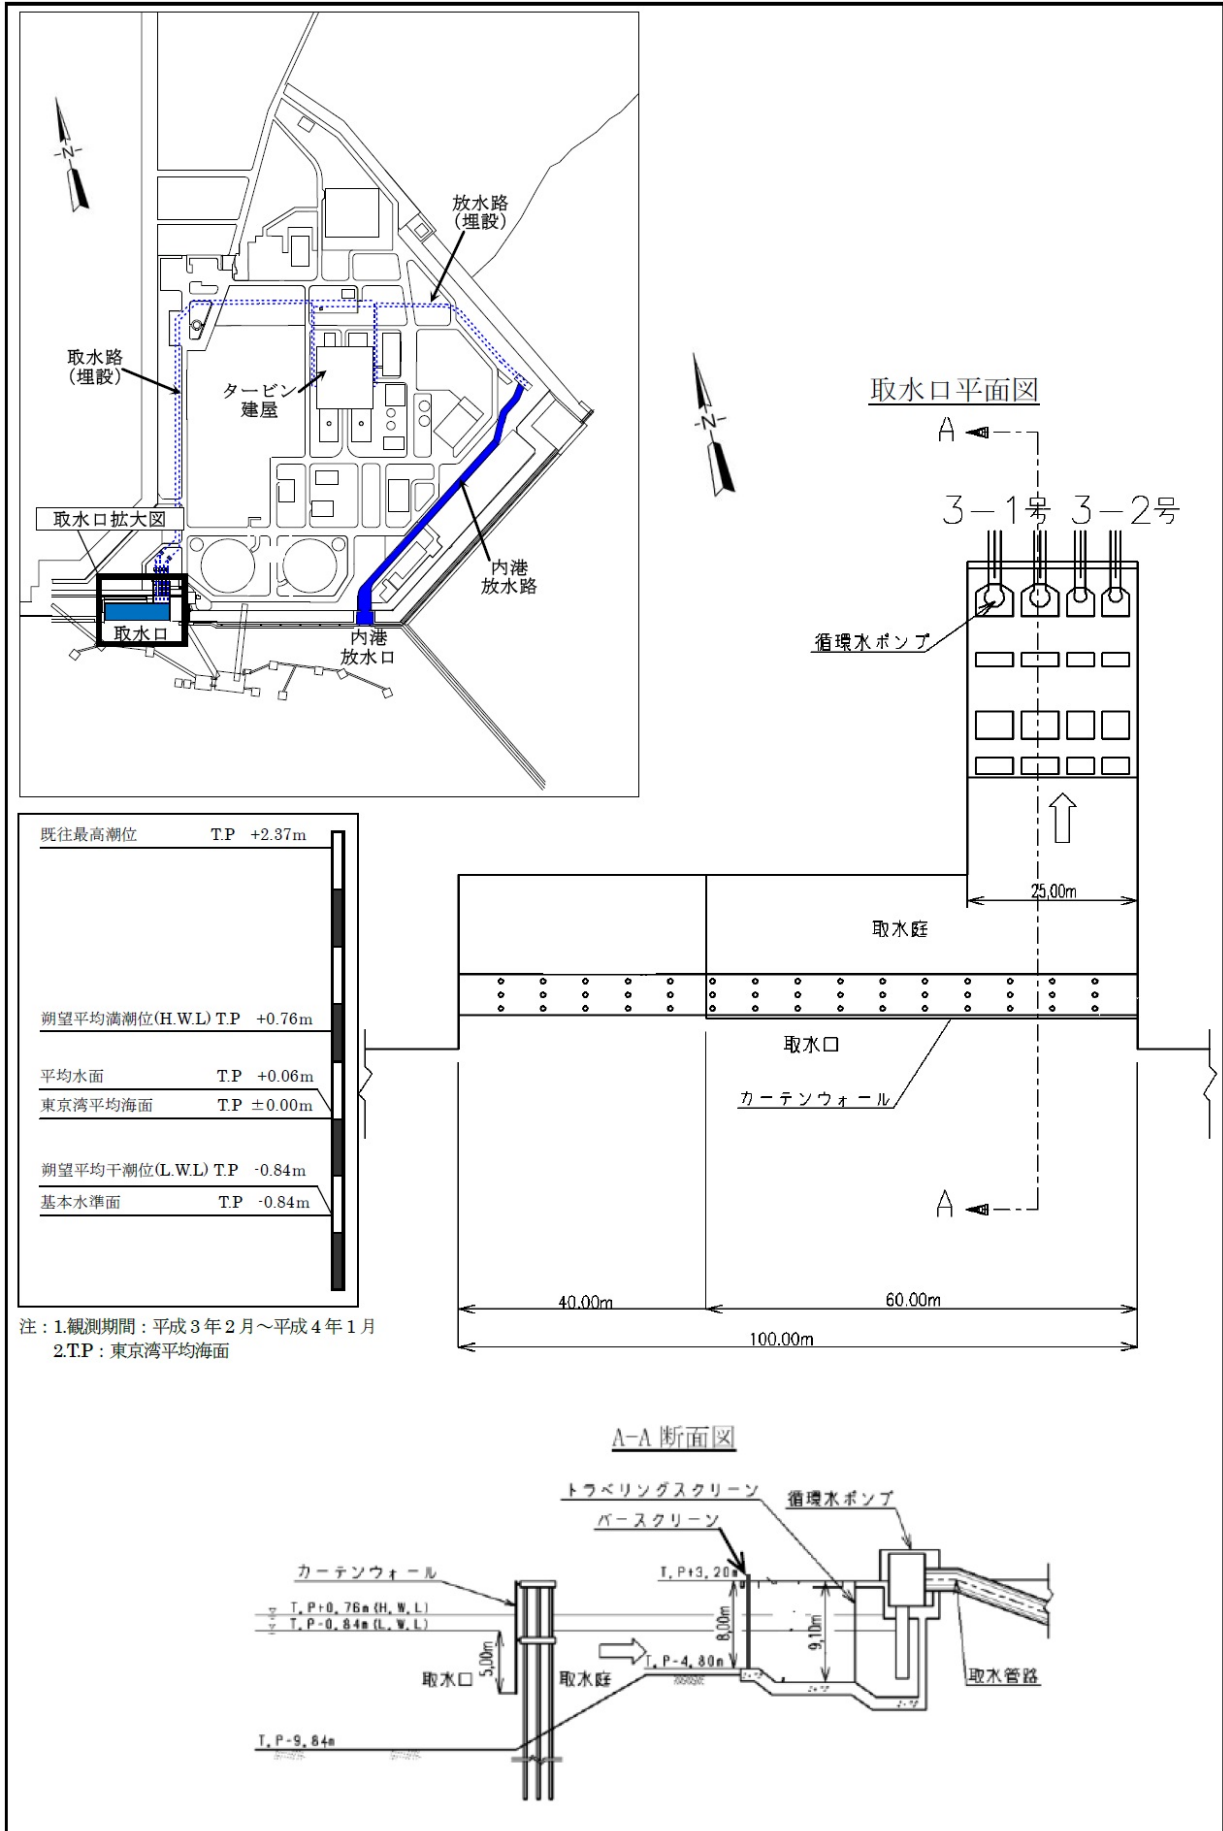 放水路
(埋設)
取水路
(埋設)
タービン
建屋
取水口拡大図
取水口
内港
放水路
内港
放水口
N
N
取水口平面図
A
3-1号 3-2号
循環水ポンプ
25.00m
取水庭
取水口
カーテンウォール
A
40.00m
60.00m
100.00m
既往最高潮位 T.P +2.37m
朔望平均満潮位(H.W.L) T.P +0.76m
平均水面 T.P +0.06m
東京湾平均海面 T.P ±0.00m
朔望平均干潮位(L.W.L) T.P -0.84m
基本水準面 T.P -0.84m
注：1.観測期間：平成3年2月～平成4年1月
2.T.P：東京湾平均海面
A-A 断面図
トラベリングスクリーン
循環水ポンプ
バースクリーン
カーテンウォール
T.P+3.20m
T.P+0.76m(H.W.L)
T.P-0.84m(L.W.L)
5.00m
8.00m
9.10m
取水口
取水庭
T.P-4.80m
取水管路
T.P-9.84m